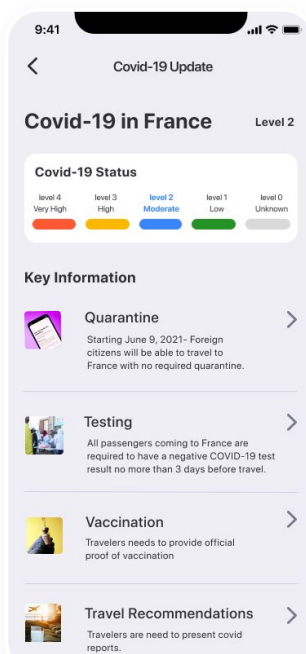 9:41
Covid-19 Update
Covid-19 in France
Level 2
Covid-19 Status
level 4 level 3 level 2 level 1 level 0
Very High High Moderate Low Unknown
Key Information
Quarantine
Starting June 9, 2021- Foreign
citizens will be able to travel to
France with no required quarantine.
Testing
All passengers coming to France are
required to have a negative COVID-19 test
result no more than 3 days before travel.
Vaccination
Travelers needs to provide official
proof of vaccination
Travel Recommendations
Travelers are need to present covid
reports.